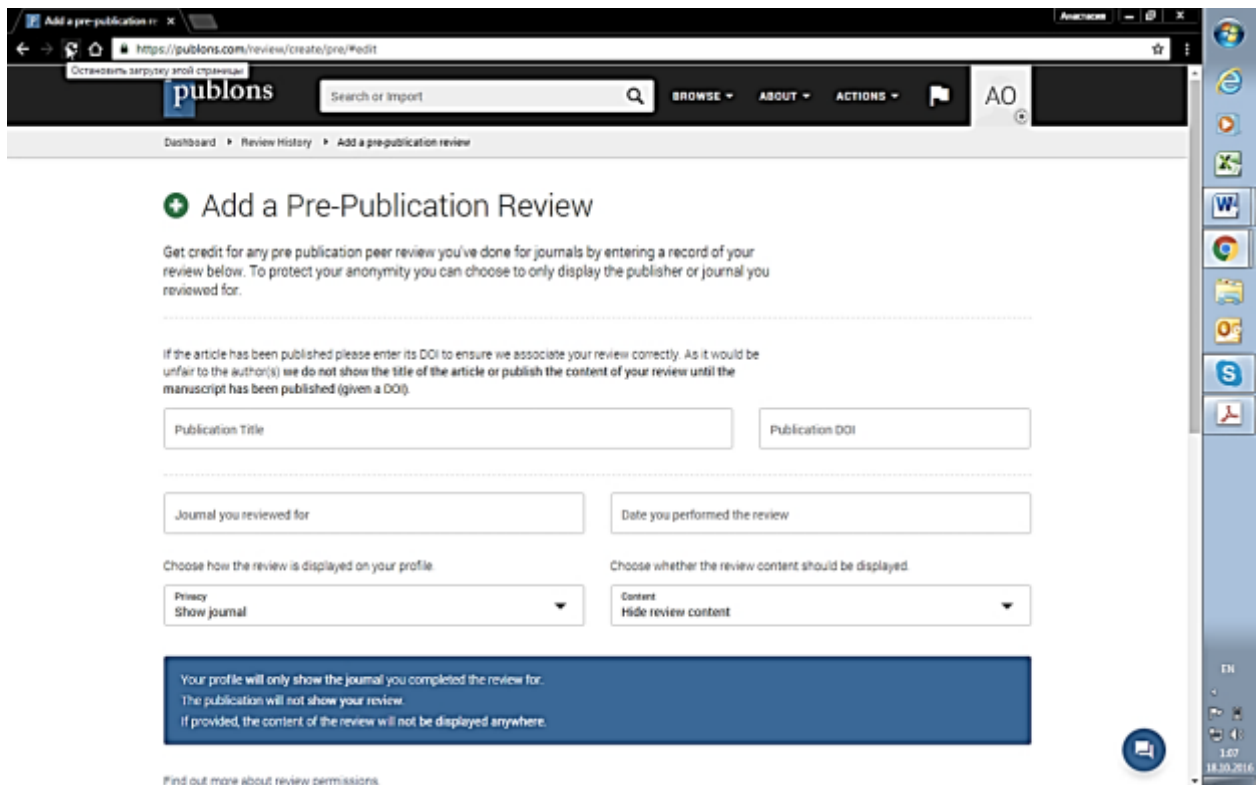 Add a pre-publication re
Анастасия
https://publons.com/review/create/pre/#edit
Остановить загрузку этой страницы
publons
Search or Import
BROWSE
ABOUT
ACTIONS
AO
Dashboard
Review History
Add a pre-publication review
Add a Pre-Publication Review
Get credit for any pre publication peer review you've done for journals by entering a record of your
review below. To protect your anonymity you can choose to only display the publisher or journal you
reviewed for.
If the article has been published please enter its DOI to ensure we associate your review correctly. As it would be
unfair to the author(s) we do not show the title of the article or publish the content of your review until the
manuscript has been published (given a DOI).
Publication Title
Publication DOI
Journal you reviewed for
Date you performed the review
Choose how the review is displayed on your profile.
Choose whether the review content should be displayed.
Privacy
Show journal
Content
Hide review content
Your profile will only show the journal you completed the review for.
The publication will not show your review.
If provided, the content of the review will not be displayed anywhere.
Find out more about review permissions.
EN
1:07
18.10.2016